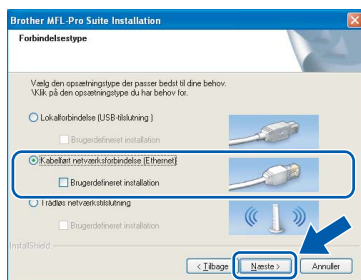 Brother MFL-Pro Suite Installation
Forbindelsestype
Vælg den opsætningstype der passer bedst til dine behov.
Klik på den opsætningstype du har behov for.
Lokalforbindelse (USB-tilslutning )
Brugerdefineret installation
Kabelført netværksforbindelse (Ethernet)
Brugerdefineret installation
Trådløs netværkstilslutning
Brugerdefineret installation
InstallShield
< Tilbage
Næste >
Annuller